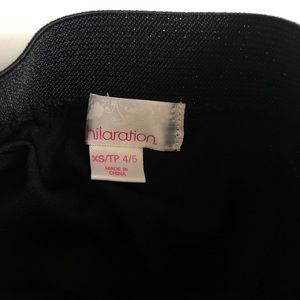 hilaration
XS/TP 4/5
MADE IN
CHINA